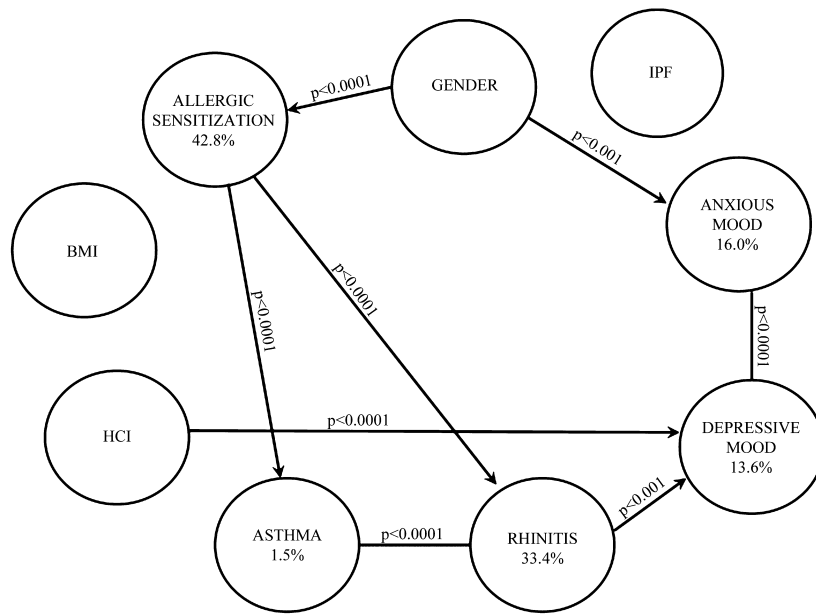 ALLERGIC
SENSITIZATION
42.8%
p<0.0001
GENDER
IPF
p<0.001
ANXIOUS
MOOD
16.0%
BMI
p<0.0001
p<0.0001
p<0.0001
HCI
p<0.0001
DEPRESSIVE
MOOD
13.6%
ASTHMA
1.5%
p<0.0001
RHINITIS
33.4%
p<0.001